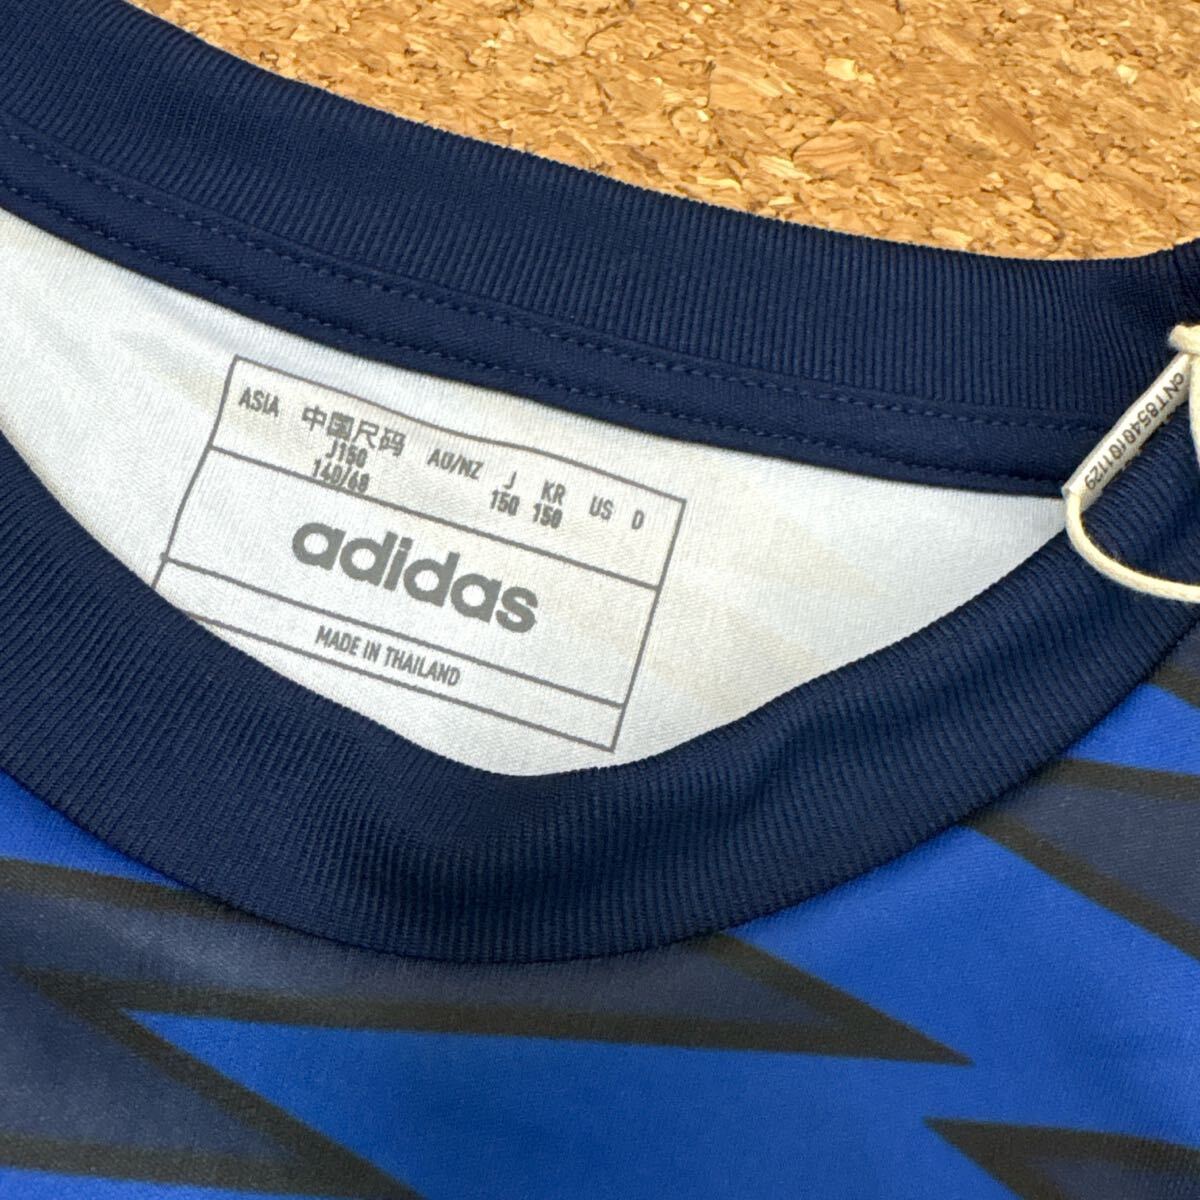 ASIA 中国尺码 AU/NZ J KR US D
J150 150 150
140/68
adidas
MADE IN THAILAND